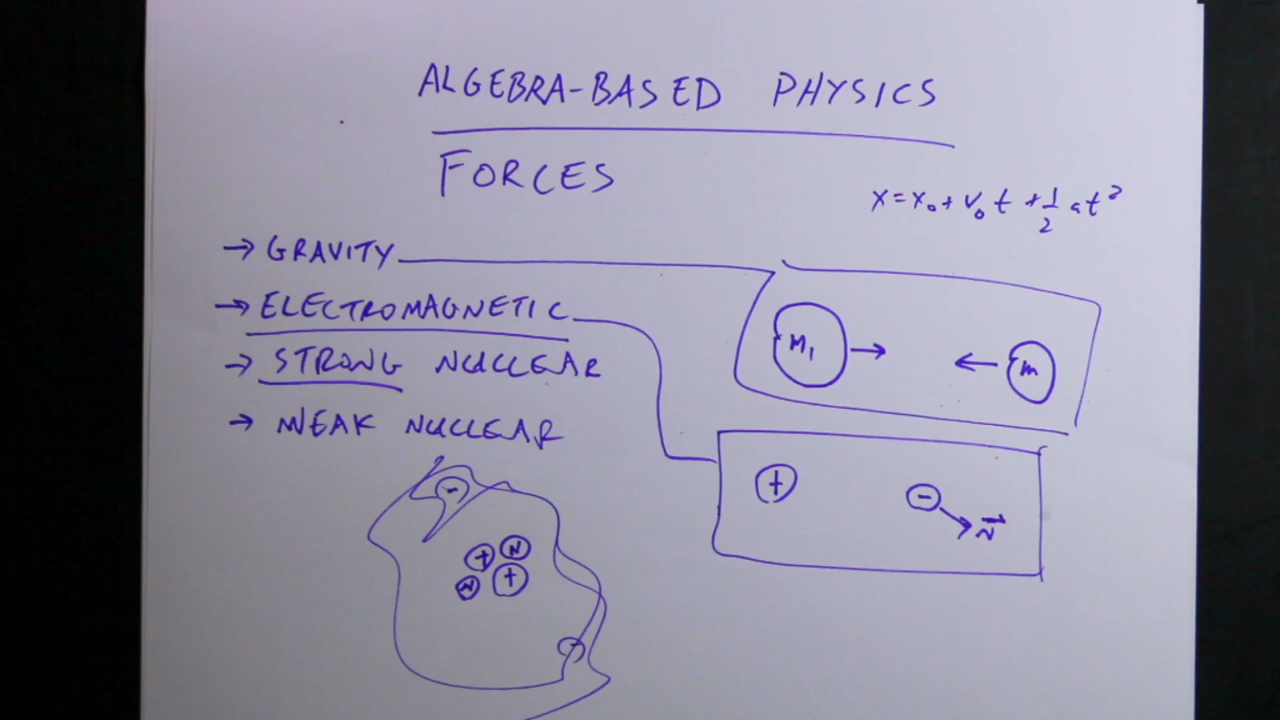 ALGEBRA-BASED PHYSICS
FORCES
x=x₀+v₀t+½at²
→ GRAVITY
→ ELECTROMAGNETIC
→ STRONG NUCLEAR
→ WEAK NUCLEAR
M₁ m
+ -
v⃗
-
+ N
N +
-